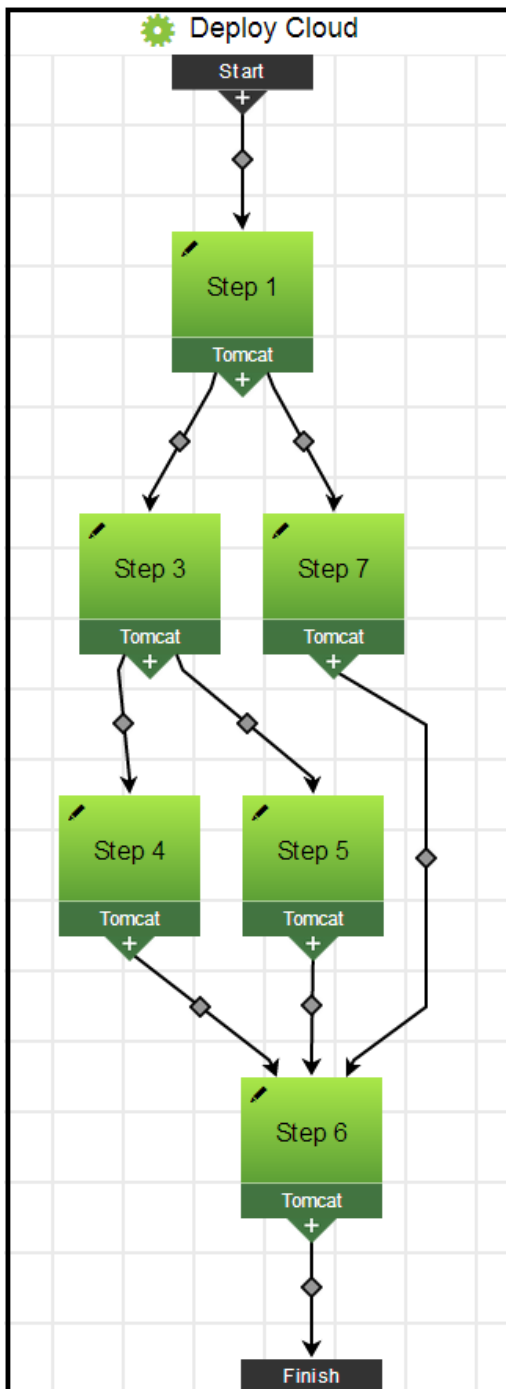 Deploy Cloud
Start
Step 1
Tomcat
Step 3
Tomcat
Step 7
Tomcat
Step 4
Tomcat
Step 5
Tomcat
Step 6
Tomcat
Finish